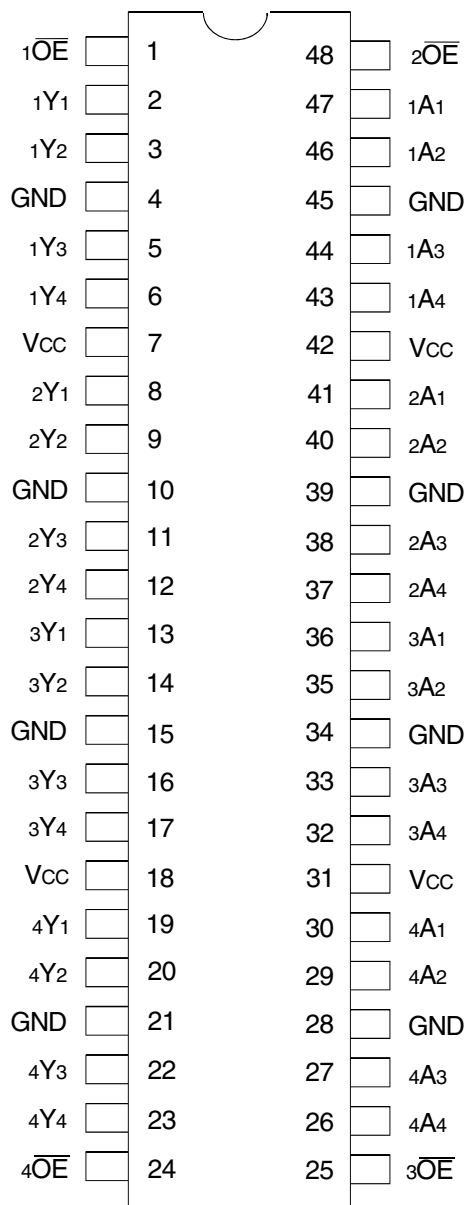 1O̅E̅ 1 48 2O̅E̅
1Y1 2 47 1A1
1Y2 3 46 1A2
GND 4 45 GND
1Y3 5 44 1A3
1Y4 6 43 1A4
VCC 7 42 VCC
2Y1 8 41 2A1
2Y2 9 40 2A2
GND 10 39 GND
2Y3 11 38 2A3
2Y4 12 37 2A4
3Y1 13 36 3A1
3Y2 14 35 3A2
GND 15 34 GND
3Y3 16 33 3A3
3Y4 17 32 3A4
VCC 18 31 VCC
4Y1 19 30 4A1
4Y2 20 29 4A2
GND 21 28 GND
4Y3 22 27 4A3
4Y4 23 26 4A4
4O̅E̅ 24 25 3O̅E̅